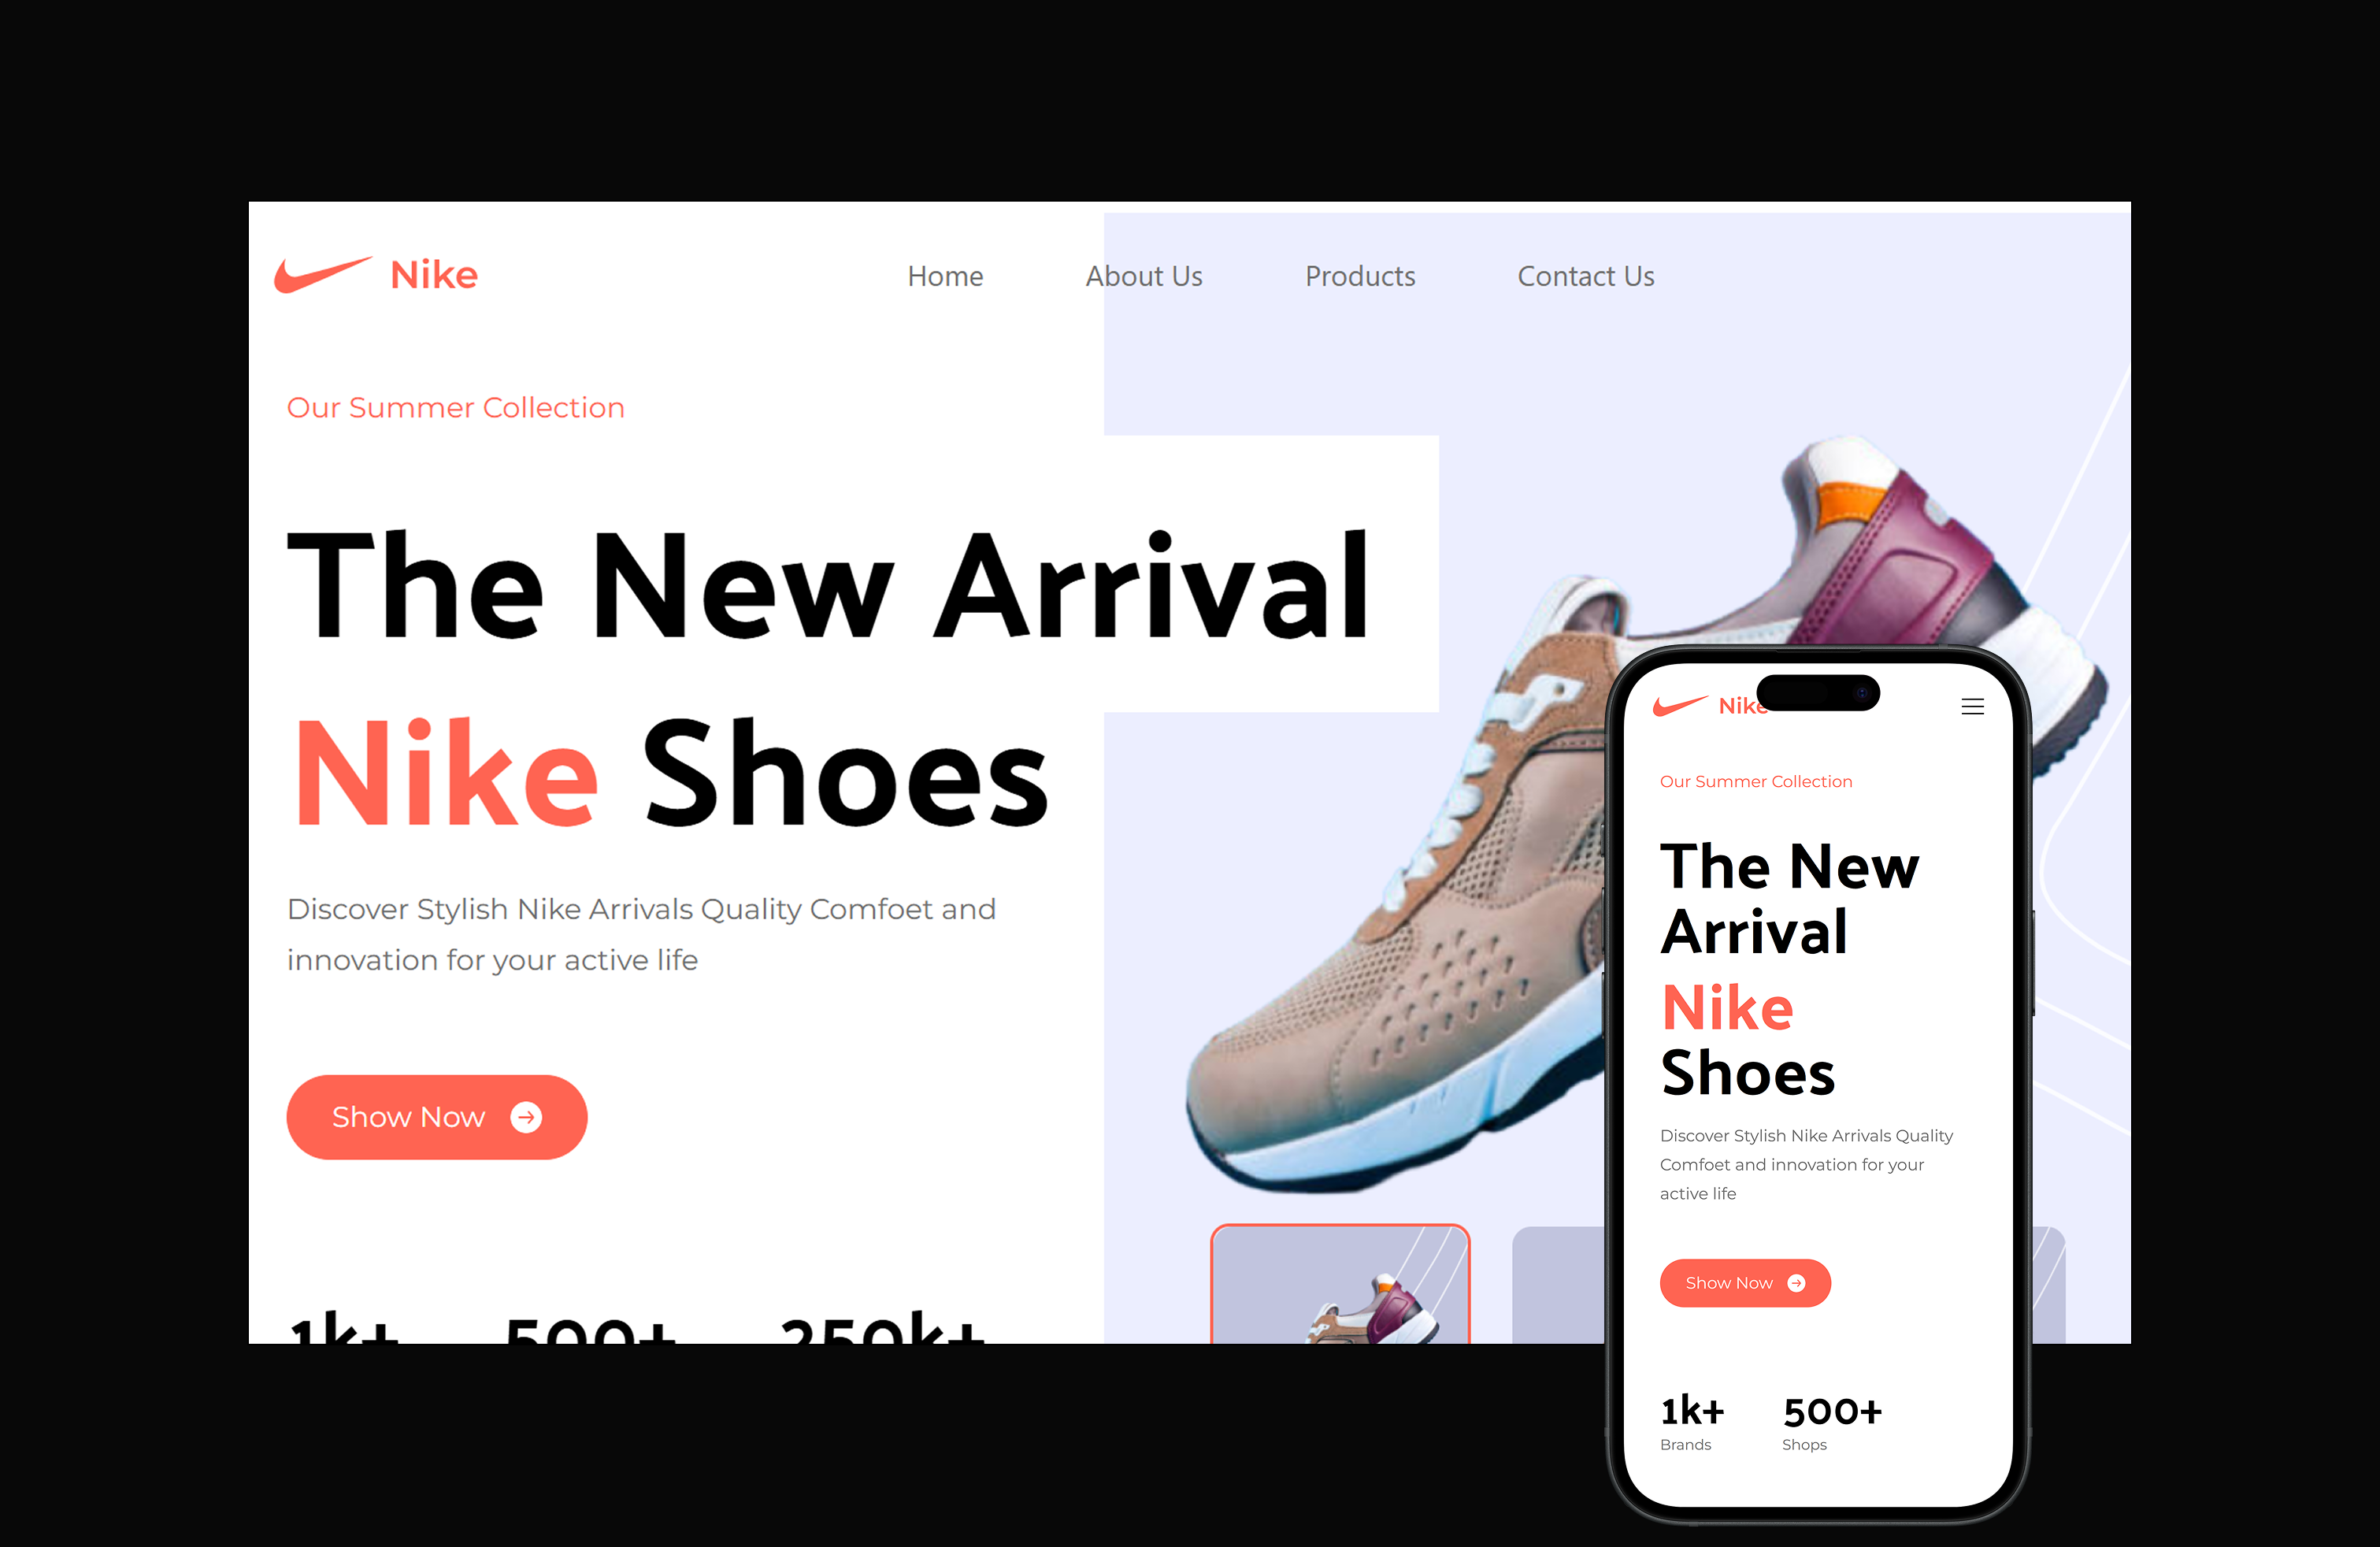 Nike
Home About Us Products Contact Us
Our Summer Collection
The New Arrival
Nike Shoes
Discover Stylish Nike Arrivals Quality Comfoet and
innovation for your active life
Show Now
1k+ 500+ 250k+
Nike
Our Summer Collection
The New
Arrival
Nike
Shoes
Discover Stylish Nike Arrivals Quality
Comfoet and innovation for your
active life
Show Now
1k+ 500+
Brands Shops